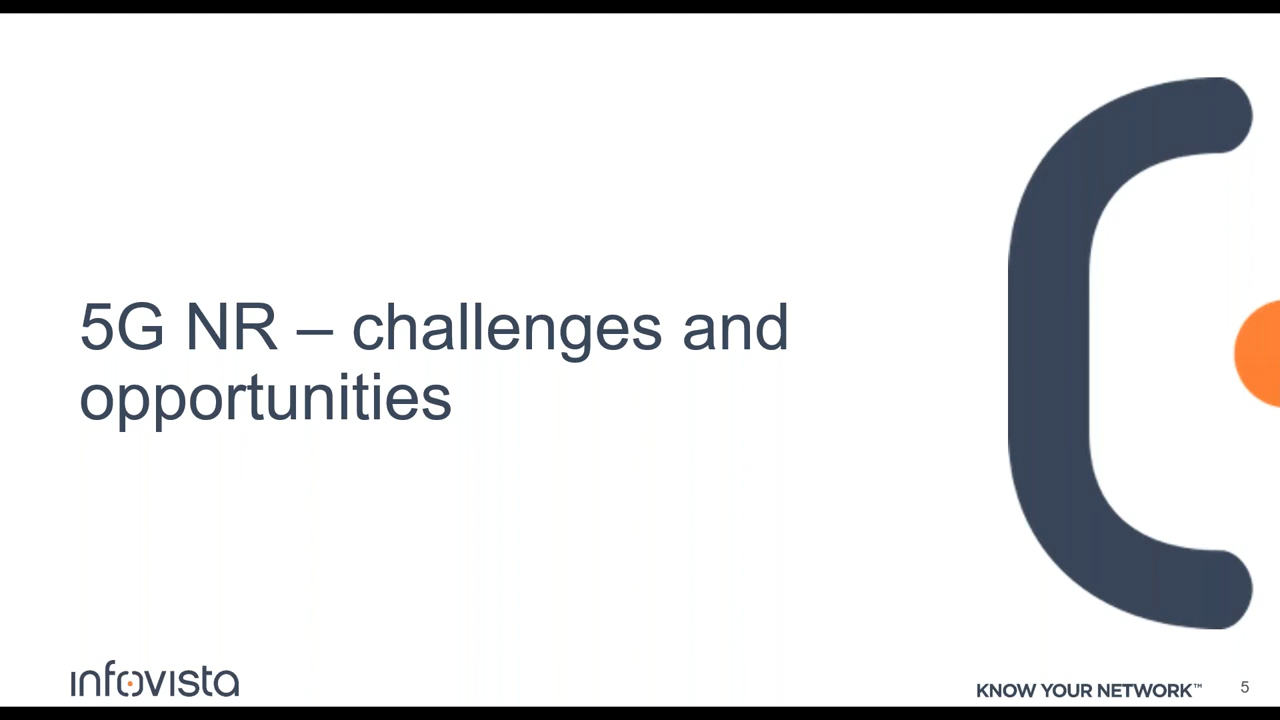 5G NR – challenges and
opportunities
infovista
KNOW YOUR NETWORK™
5